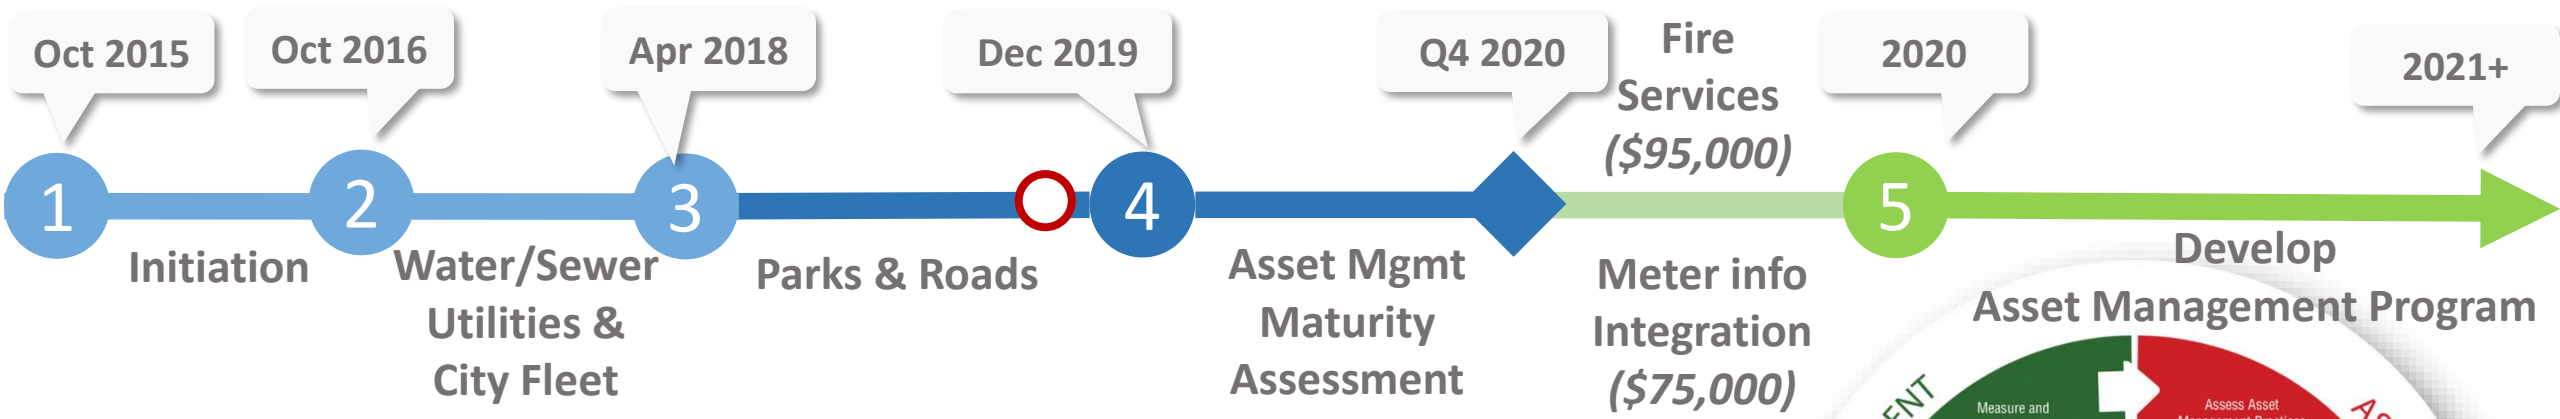 Oct 2015
Oct 2016
Apr 2018
Dec 2019
Q4 2020
Fire
Services
($95,000)
2020
2021+
1
2
3
4
5
Initiation
Water/Sewer
Utilities &
City Fleet
Parks & Roads
Asset Mgmt
Maturity
Assessment
Meter info
Integration
($75,000)
Develop
Asset Management Program
Measure and
Assess Asset